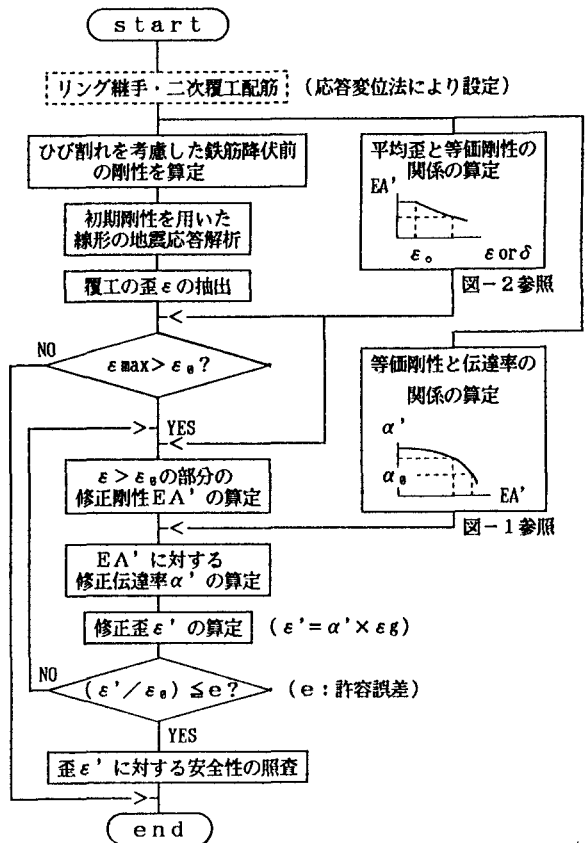 start
リング継手・二次覆工配筋 (応答変位法により設定)
ひび割れを考慮した鉄筋降伏前
の剛性を算定
初期剛性を用いた
線形の地震応答解析
覆工の歪εの抽出
平均歪と等価剛性の
関係の算定
EA'
ε₀ ε or δ
図-2参照
NO
εmax>ε₀?
YES
等価剛性と伝達率の
関係の算定
α'
α₀
EA'
図-1参照
ε>ε₀の部分の
修正剛性EA'の算定
EA'に対する
修正伝達率α'の算定
修正歪ε'の算定 (ε'=α'×εg)
NO
(ε'/ε₀)≦e? (e:許容誤差)
YES
歪ε'に対する安全性の照査
end